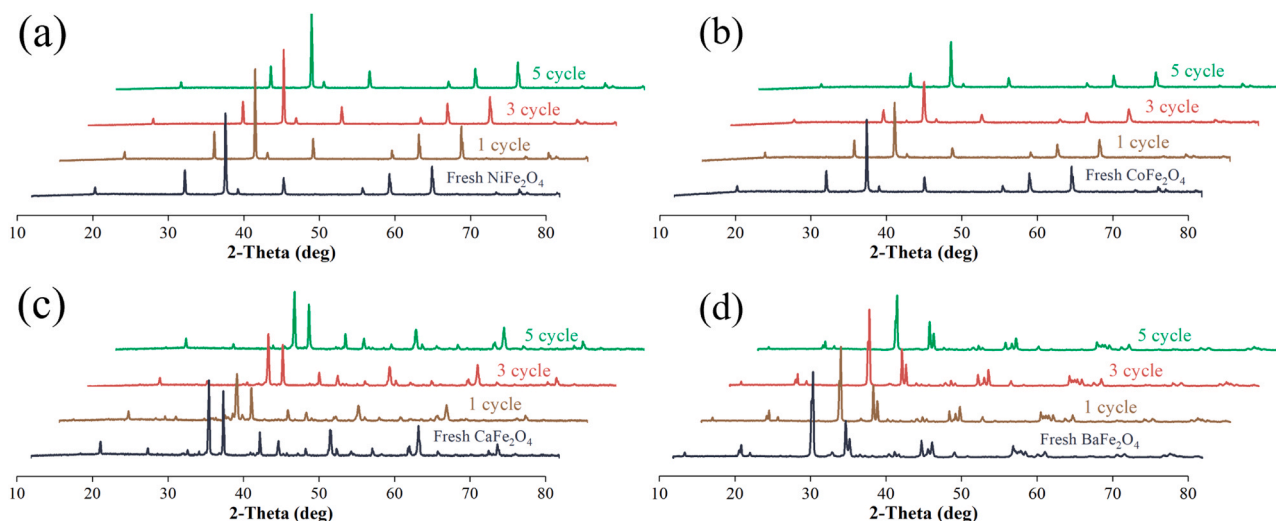 (a)
5 cycle
3 cycle
1 cycle
Fresh NiFe₂O₄
10 20 30 40 50 60 70 80
2-Theta (deg)
(b)
5 cycle
3 cycle
1 cycle
Fresh CoFe₂O₄
10 20 30 40 50 60 70 80
2-Theta (deg)
(c)
5 cycle
3 cycle
1 cycle
Fresh CaFe₂O₄
10 20 30 40 50 60 70 80
2-Theta (deg)
(d)
5 cycle
3 cycle
1 cycle
Fresh BaFe₂O₄
10 20 30 40 50 60 70 80
2-Theta (deg)